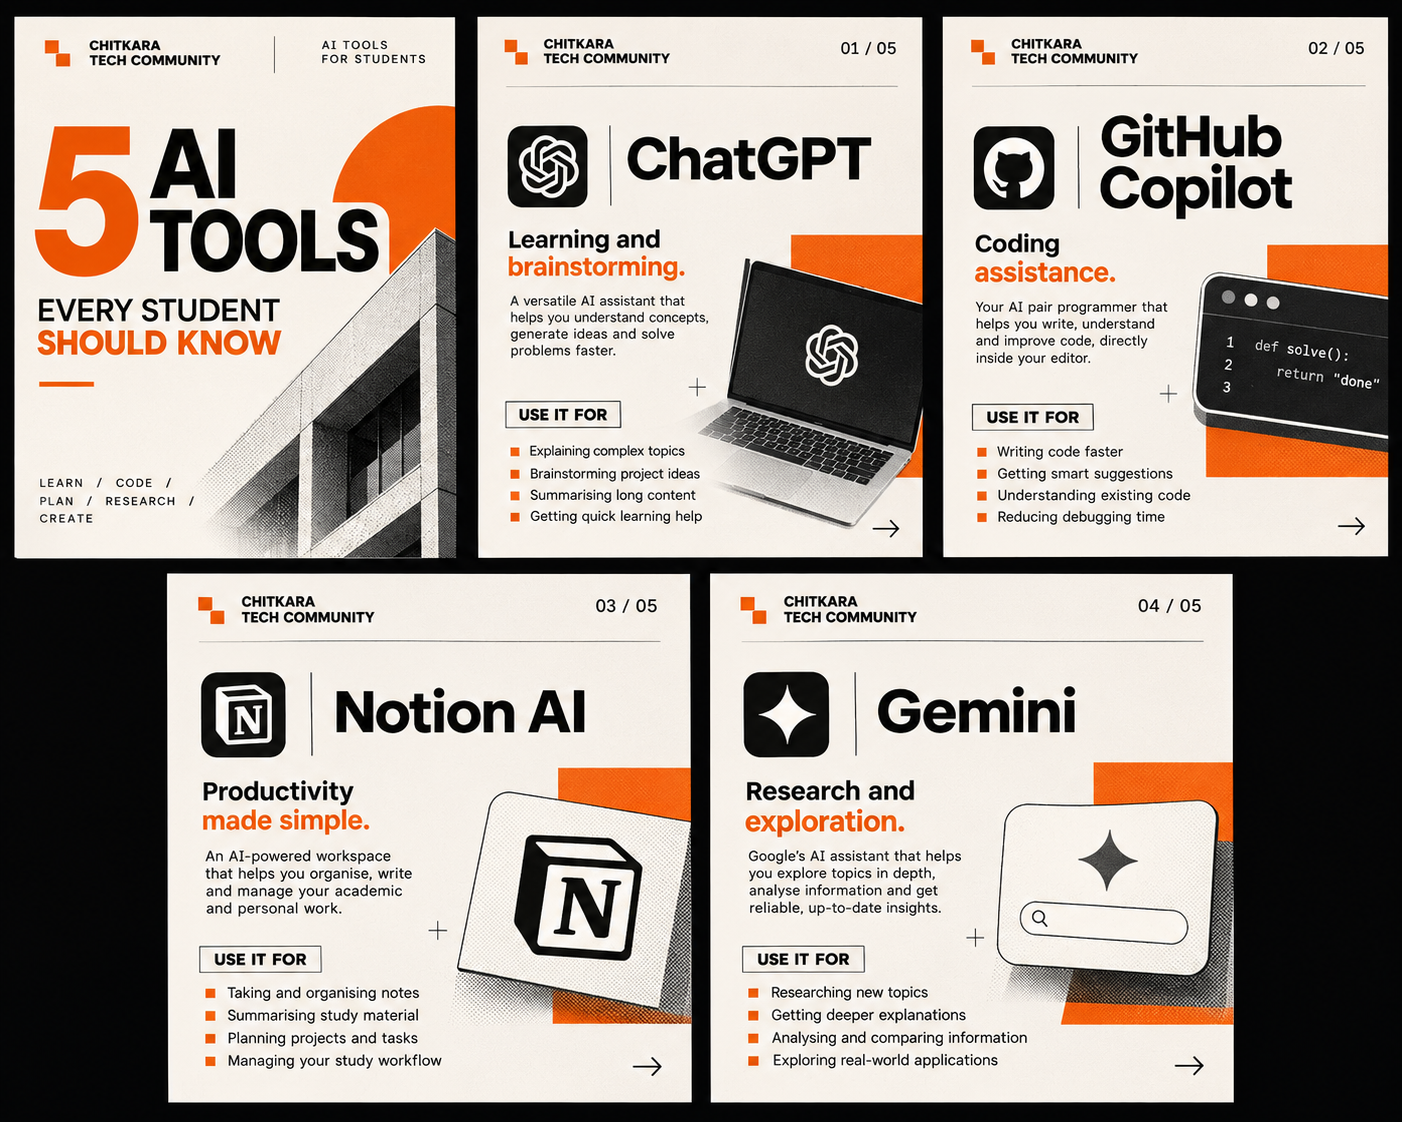 CHITKARA
TECH COMMUNITY
AI TOOLS
FOR STUDENTS
5 AI
TOOLS
EVERY STUDENT
SHOULD KNOW
LEARN / CODE /
PLAN / RESEARCH /
CREATE
CHITKARA
TECH COMMUNITY
01 / 05
ChatGPT
Learning and
brainstorming.
A versatile AI assistant that
helps you understand concepts,
generate ideas and solve
problems faster.
USE IT FOR
Explaining complex topics
Brainstorming project ideas
Summarising long content
Getting quick learning help
CHITKARA
TECH COMMUNITY
02 / 05
GitHub
Copilot
Coding
assistance.
Your AI pair programmer that
helps you write, understand
and improve code, directly
inside your editor.
1 def solve():
2 return "done"
3
USE IT FOR
Writing code faster
Getting smart suggestions
Understanding existing code
Reducing debugging time
CHITKARA
TECH COMMUNITY
03 / 05
N
Notion AI
Productivity
made simple.
An AI-powered workspace
that helps you organise, write
and manage your academic
and personal work.
N
USE IT FOR
Taking and organising notes
Summarising study material
Planning projects and tasks
Managing your study workflow
CHITKARA
TECH COMMUNITY
04 / 05
Gemini
Research and
exploration.
Google's AI assistant that helps
you explore topics in depth,
analyse information and get
reliable, up-to-date insights.
USE IT FOR
Researching new topics
Getting deeper explanations
Analysing and comparing information
Exploring real-world applications